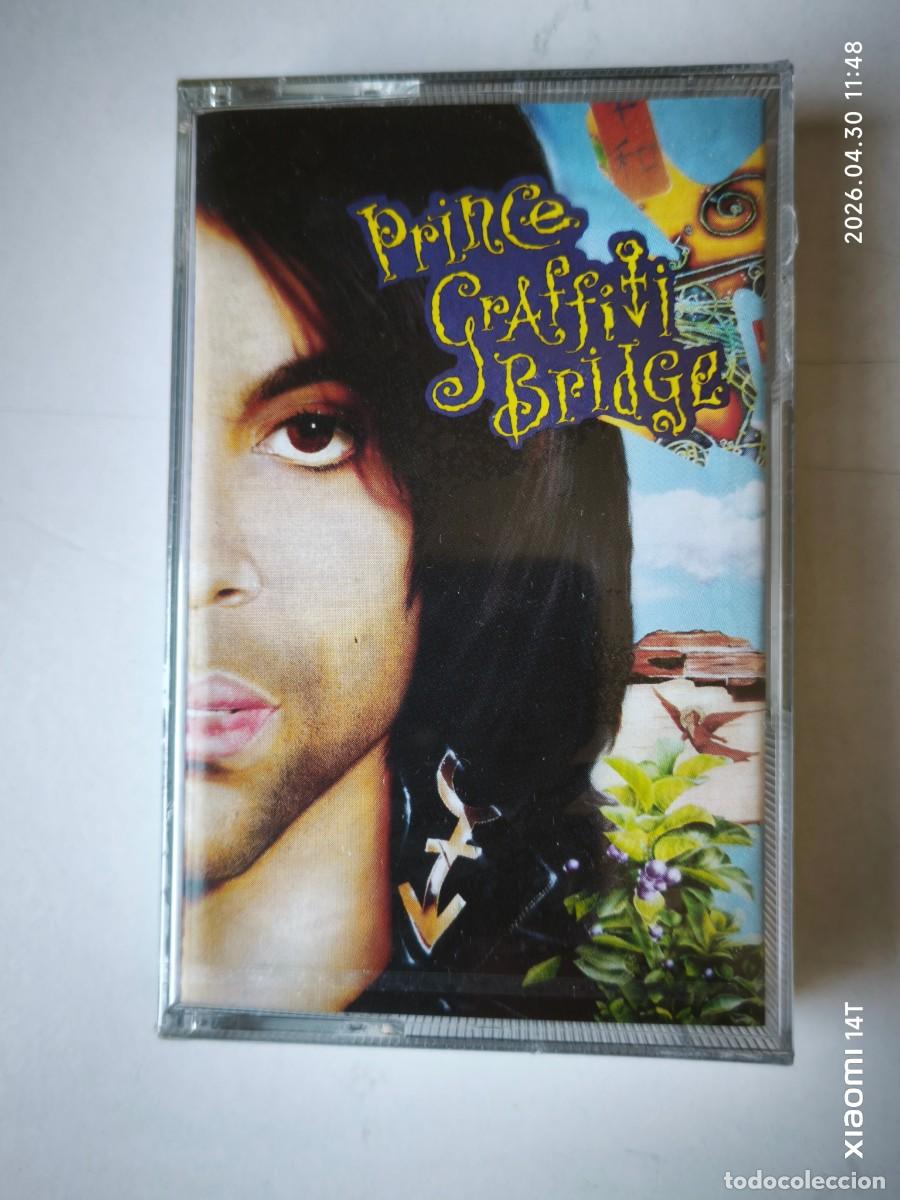 Prince
Graffiti
Bridge
2026.04.30 11:48
XIAOMI 14T
todocoleccion